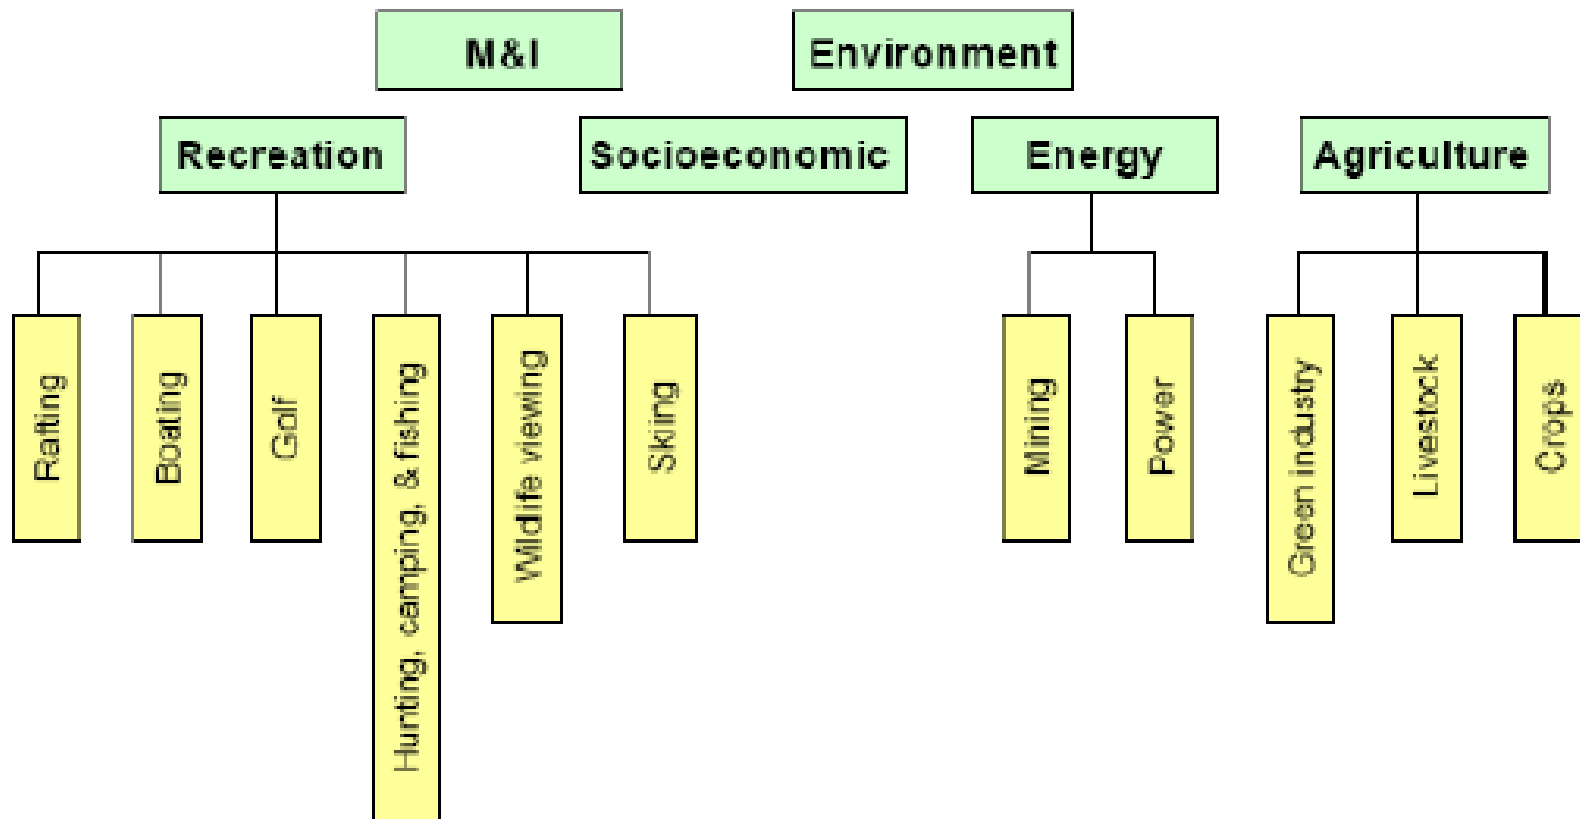 M&I
Environment
Recreation
Socioeconomic
Energy
Agriculture
Rafting
Boating
Golf
Hunting, camping, & fishing
Wildlife viewing
Skiing
Mining
Power
Green industry
Livestock
Crops